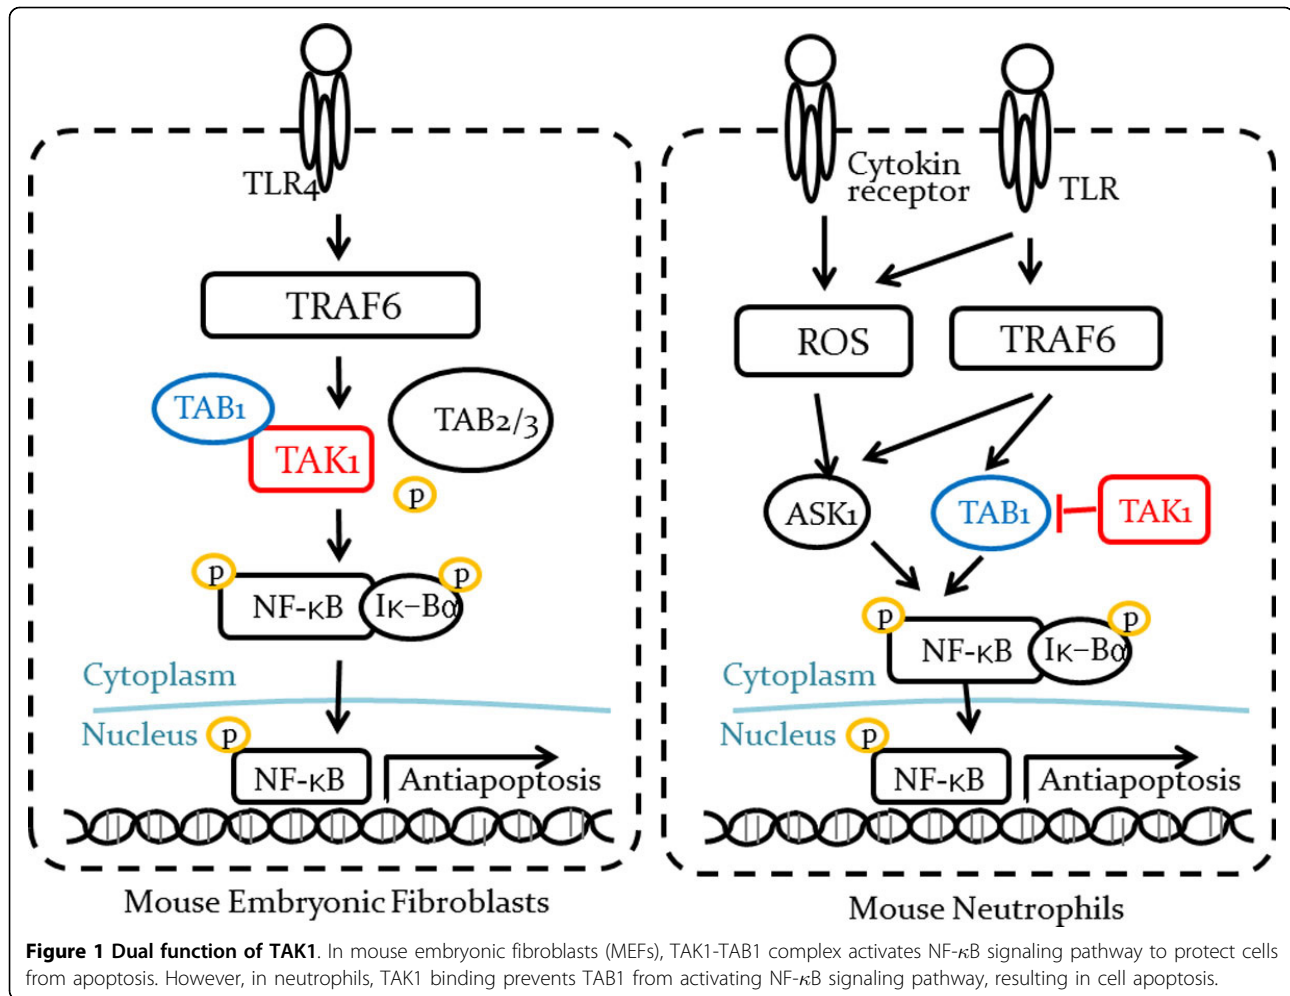 TLR4
TRAF6
TAB1
TAK1
TAB2/3
p
p
NF-κB
Iκ–Bα
p
Cytoplasm
Nucleus
p
NF-κB
Antiapoptosis
Mouse Embryonic Fibroblasts
Cytokin
receptor
TLR
ROS
TRAF6
ASK1
TAB1
TAK1
p
NF-κB
Iκ–Bα
p
Cytoplasm
Nucleus
p
NF-κB
Antiapoptosis
Mouse Neutrophils
Figure 1 Dual function of TAK1. In mouse embryonic fibroblasts (MEFs), TAK1-TAB1 complex activates NF-κB signaling pathway to protect cells
from apoptosis. However, in neutrophils, TAK1 binding prevents TAB1 from activating NF-κB signaling pathway, resulting in cell apoptosis.